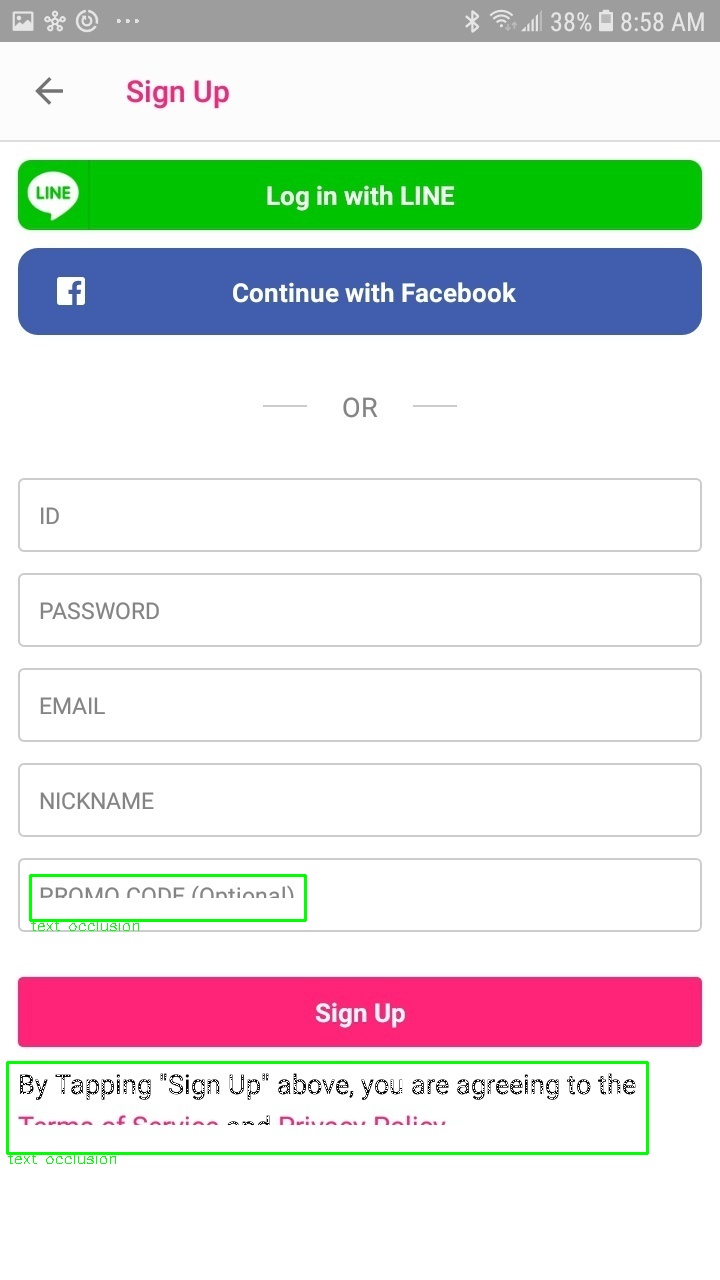 38% 8:58 AM
Sign Up
LINE
Log in with LINE
Continue with Facebook
OR
ID
PASSWORD
EMAIL
NICKNAME
PROMO CODE (Optional)
text occlusion
Sign Up
By Tapping "Sign Up" above, you are agreeing to the
Terms of Service and Privacy Policy
text occlusion